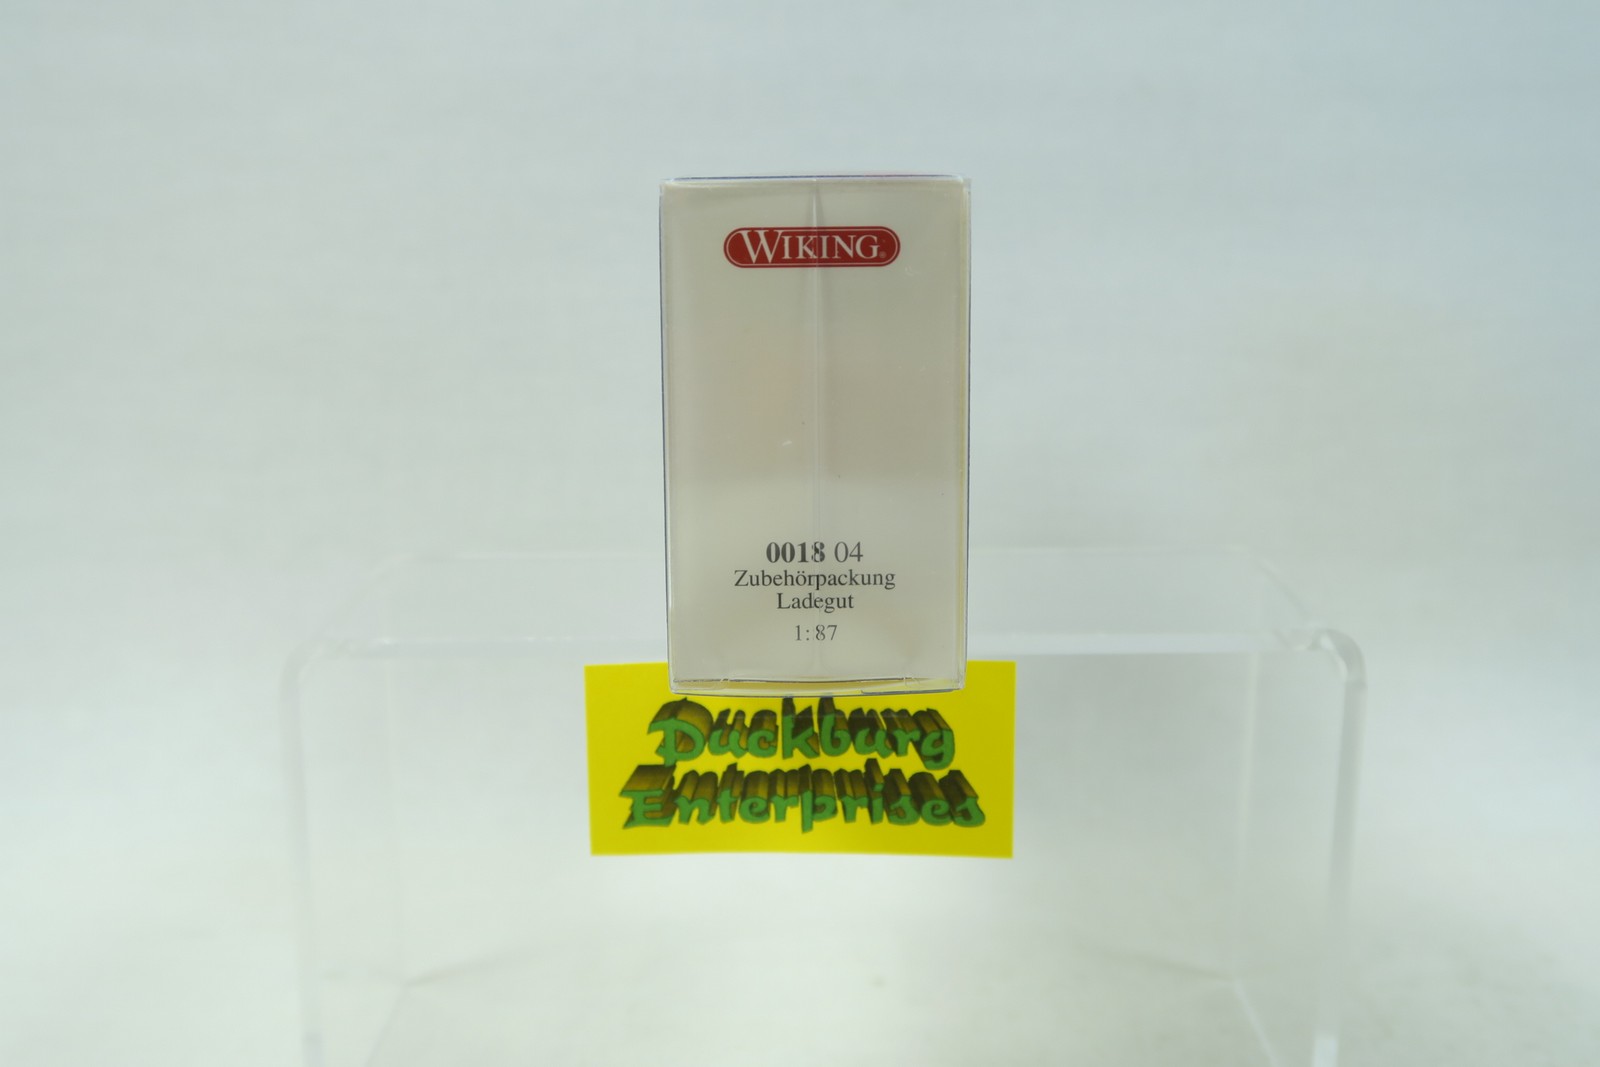 WIKING®
0018 04
Zubehörpackung
Ladegut
1:87
Duckburg
Enterprises